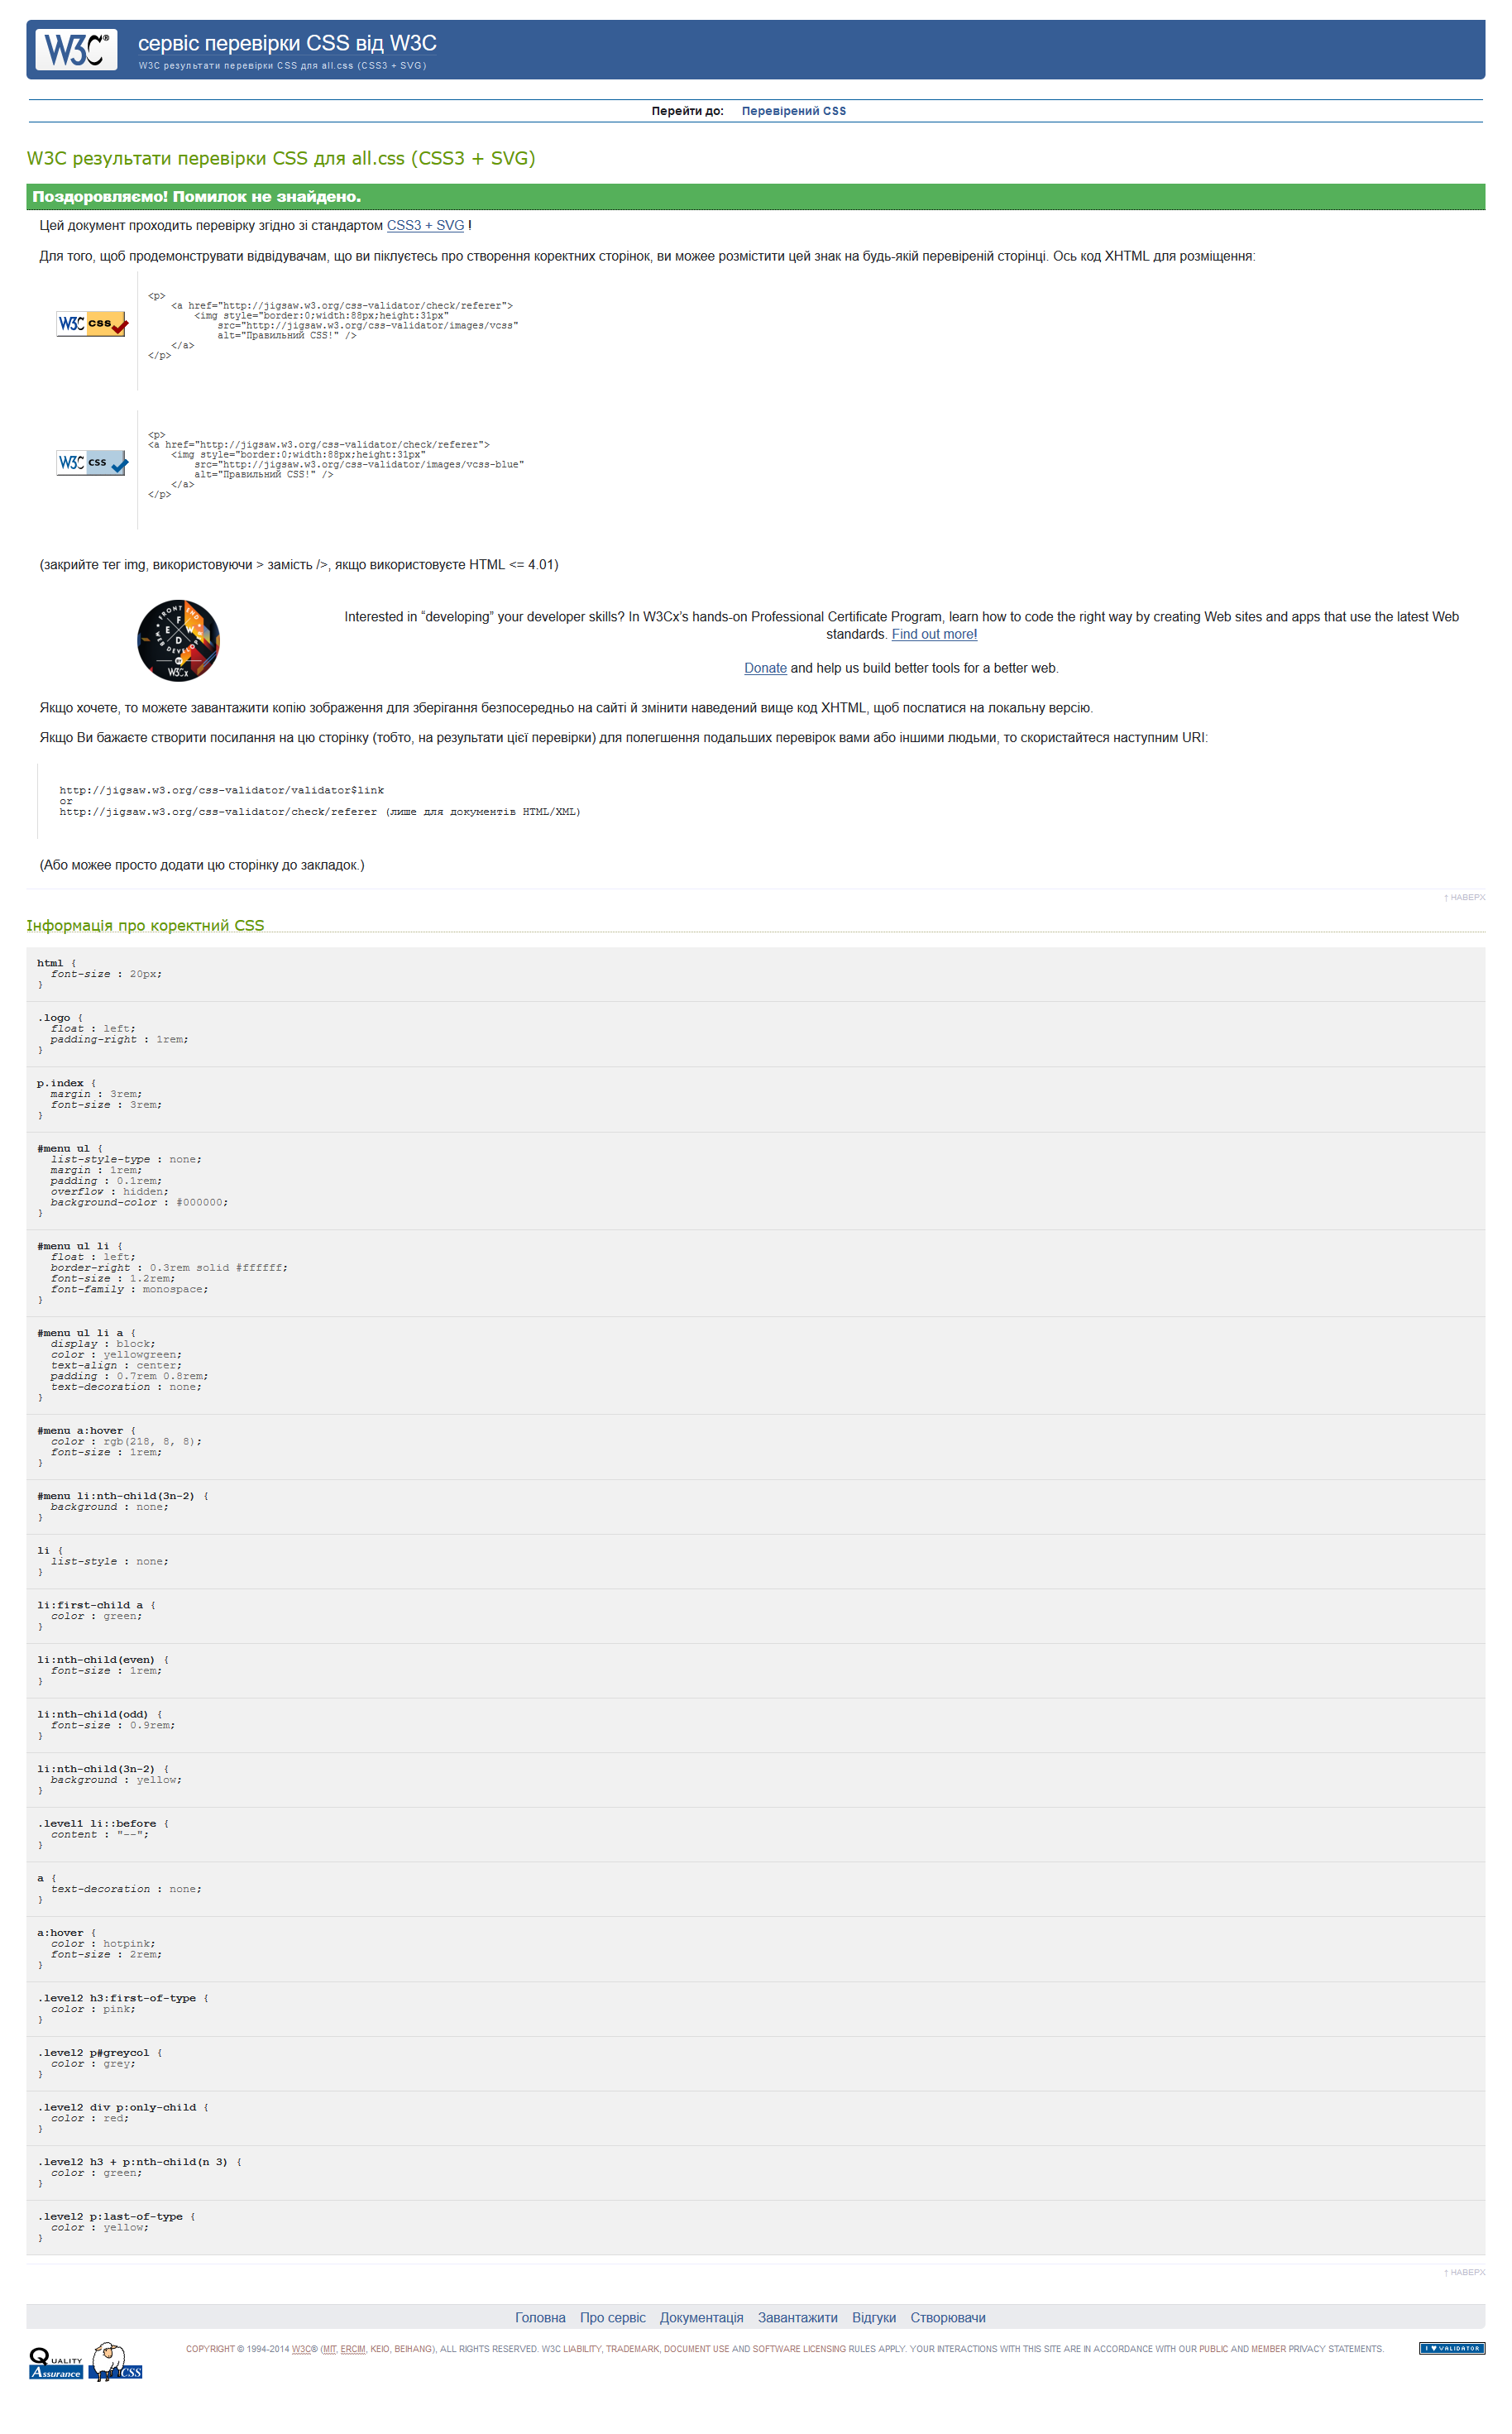 W3C®
сервіс перевірки CSS від W3C
W3C результати перевірки CSS для all.css (CSS3 + SVG)
Перейти до: Перевірений CSS
W3C результати перевірки CSS для all.css (CSS3 + SVG)
Поздоровляємо! Помилок не знайдено.
Цей документ проходить перевірку згідно зі стандартом CSS3 + SVG !
Для того, щоб продемонструвати відвідувачам, що ви піклуєтесь про створення коректних сторінок, ви можее розмістити цей знак на будь-якій перевіреній сторінці. Ось код XHTML для розміщення:
W3C css
<p>
<a href="http://jigsaw.w3.org/css-validator/check/referer">
<img style="border:0;width:88px;height:31px"
src="http://jigsaw.w3.org/css-validator/images/vcss"
alt="Правильний CSS!" />
</a>
</p>
W3C css
<p>
<a href="http://jigsaw.w3.org/css-validator/check/referer">
<img style="border:0;width:88px;height:31px"
src="http://jigsaw.w3.org/css-validator/images/vcss-blue"
alt="Правильний CSS!" />
</a>
</p>
(закрийте тег img, використовуючи > замість />, якщо використовуєте HTML <= 4.01)
FRONT END
F E W D
WEB DEVELOPER
BY
W3Cx
Interested in “developing” your developer skills? In W3Cx’s hands-on Professional Certificate Program, learn how to code the right way by creating Web sites and apps that use the latest Web
standards. Find out more!
Donate and help us build better tools for a better web.
Якщо хочете, то можете завантажити копію зображення для зберігання безпосередньо на сайті й змінити наведений вище код XHTML, щоб послатися на локальну версію.
Якщо Ви бажаєте створити посилання на цю сторінку (тобто, на результати цієї перевірки) для полегшення подальших перевірок вами або іншими людьми, то скористайтеся наступним URI:
http://jigsaw.w3.org/css-validator/validator$link
or
http://jigsaw.w3.org/css-validator/check/referer (лише для документів HTML/XML)
(Або можее просто додати цю сторінку до закладок.)
↑ НАВЕРХ
Інформація про коректний CSS
html {
font-size : 20px;
}
.logo {
float : left;
padding-right : 1rem;
}
p.index {
margin : 3rem;
font-size : 3rem;
}
#menu ul {
list-style-type : none;
margin : 1rem;
padding : 0.1rem;
overflow : hidden;
background-color : #000000;
}
#menu ul li {
float : left;
border-right : 0.3rem solid #ffffff;
font-size : 1.2rem;
font-family : monospace;
}
#menu ul li a {
display : block;
color : yellowgreen;
text-align : center;
padding : 0.7rem 0.8rem;
text-decoration : none;
}
#menu a:hover {
color : rgb(218, 8, 8);
font-size : 1rem;
}
#menu li:nth-child(3n-2) {
background : none;
}
li {
list-style : none;
}
li:first-child a {
color : green;
}
li:nth-child(even) {
font-size : 1rem;
}
li:nth-child(odd) {
font-size : 0.9rem;
}
li:nth-child(3n-2) {
background : yellow;
}
.level1 li::before {
content : "--";
}
a {
text-decoration : none;
}
a:hover {
color : hotpink;
font-size : 2rem;
}
.level2 h3:first-of-type {
color : pink;
}
.level2 p#greycol {
color : grey;
}
.level2 div p:only-child {
color : red;
}
.level2 h3 + p:nth-child(n 3) {
color : green;
}
.level2 p:last-of-type {
color : yellow;
}
↑ НАВЕРХ
Головна Про сервіс Документація Завантажити Відгуки Створювачи
QUALITY
Assurance
CSS
COPYRIGHT © 1994-2014 W3C® (MIT, ERCIM, KEIO, BEIHANG), ALL RIGHTS RESERVED. W3C LIABILITY, TRADEMARK, DOCUMENT USE AND SOFTWARE LICENSING RULES APPLY. YOUR INTERACTIONS WITH THIS SITE ARE IN ACCORDANCE WITH OUR PUBLIC AND MEMBER PRIVACY STATEMENTS.
I ♥ VALIDATOR